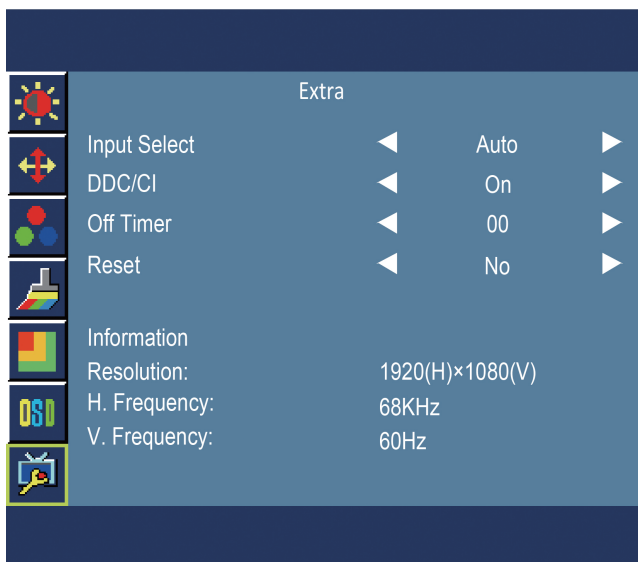 Extra
Input Select ◀ Auto ▶
DDC/CI ◀ On ▶
Off Timer ◀ 00 ▶
Reset ◀ No ▶
Information
Resolution: 1920(H)×1080(V)
H. Frequency: 68KHz
V. Frequency: 60Hz
OSD